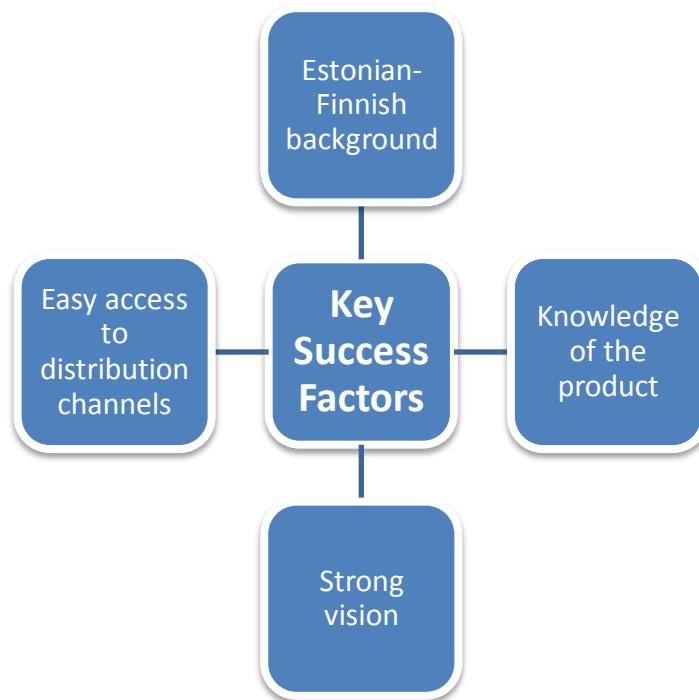 Estonian-
Finnish
background
Easy access
to
distribution
channels
Key
Success
Factors
Knowledge
of the
product
Strong
vision